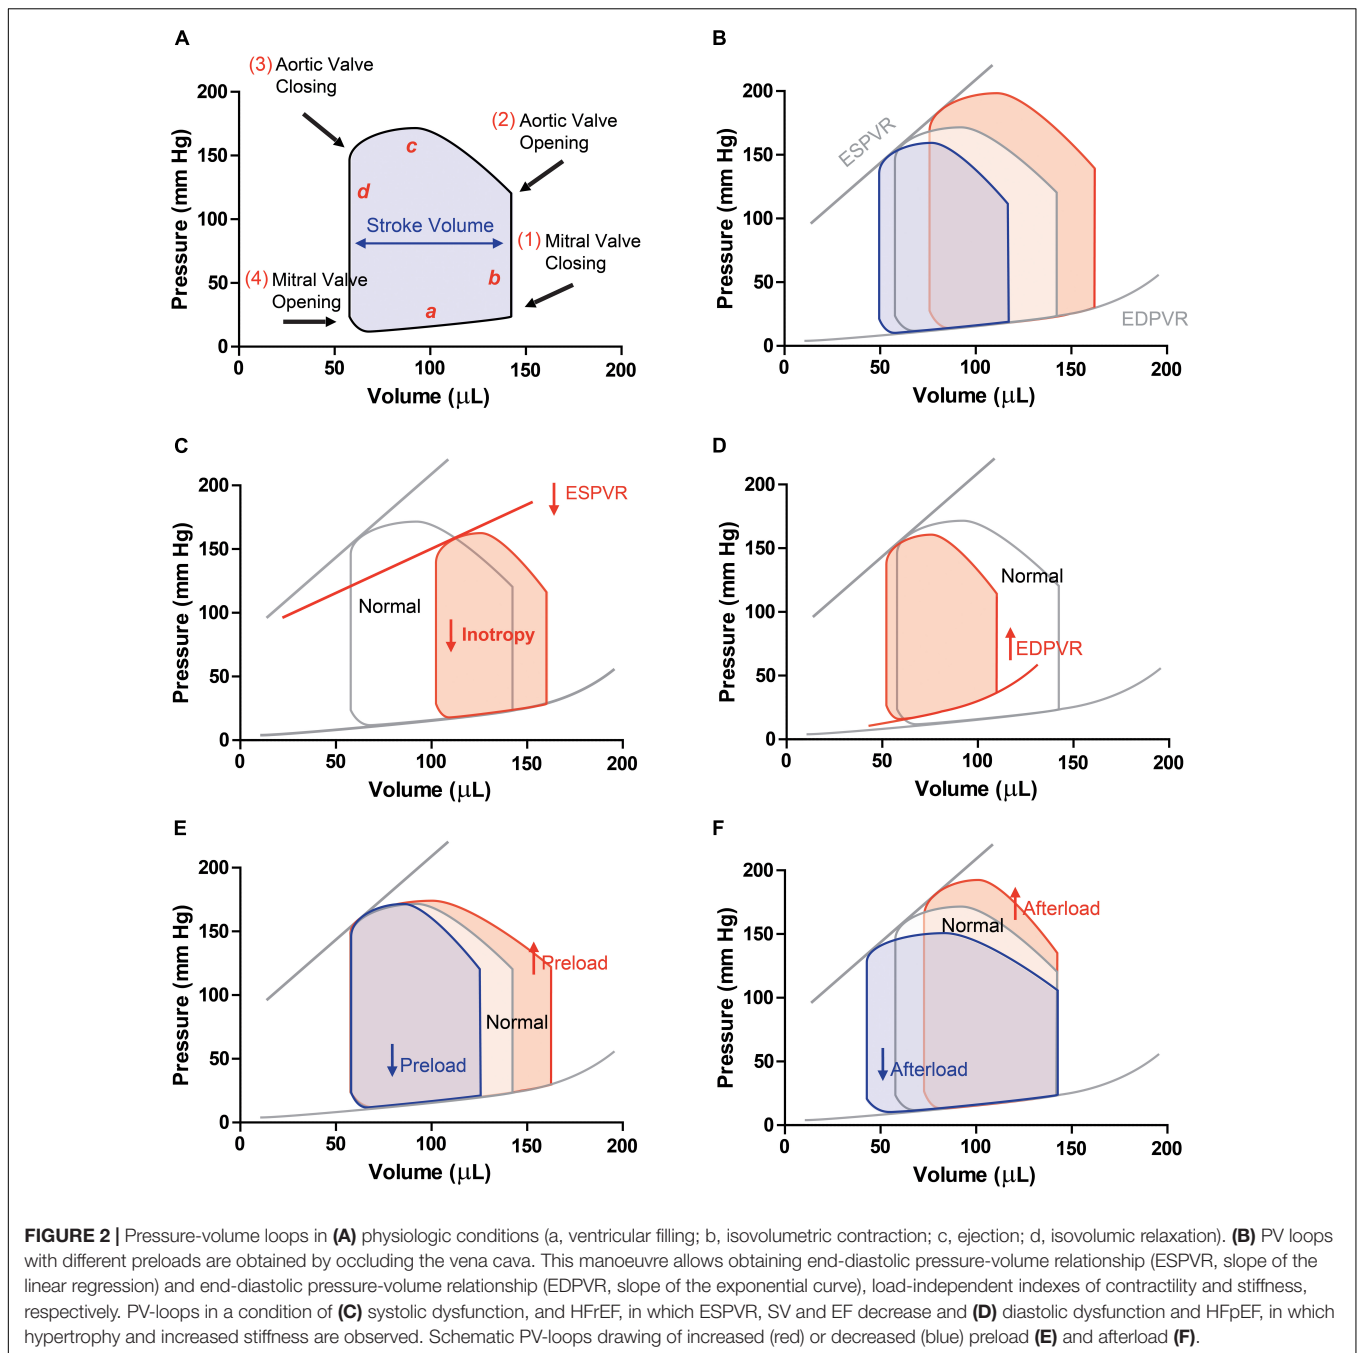 A
(3) Aortic Valve
Closing
(2) Aortic Valve
Opening
Stroke Volume
(1) Mitral Valve
Closing
(4) Mitral Valve
Opening
a
b
c
d
Pressure (mm Hg)
200
150
100
50
0
0 50 100 150 200
Volume (μL)
B
ESPVR
EDPVR
Pressure (mm Hg)
200
150
100
50
0
0 50 100 150 200
Volume (μL)
C
ESPVR
Normal
Inotropy
Pressure (mm Hg)
200
150
100
50
0
0 50 100 150 200
Volume (μL)
D
Normal
EDPVR
Pressure (mm Hg)
200
150
100
50
0
0 50 100 150 200
Volume (μL)
E
Preload
Normal
Preload
Pressure (mm Hg)
200
150
100
50
0
0 50 100 150 200
Volume (μL)
F
Afterload
Normal
Afterload
Pressure (mm Hg)
200
150
100
50
0
0 50 100 150 200
Volume (μL)
FIGURE 2 | Pressure-volume loops in (A) physiologic conditions (a, ventricular filling; b, isovolumetric contraction; c, ejection; d, isovolumic relaxation). (B) PV loops
with different preloads are obtained by occluding the vena cava. This manoeuvre allows obtaining end-diastolic pressure-volume relationship (ESPVR, slope of the
linear regression) and end-diastolic pressure-volume relationship (EDPVR, slope of the exponential curve), load-independent indexes of contractility and stiffness,
respectively. PV-loops in a condition of (C) systolic dysfunction, and HFrEF, in which ESPVR, SV and EF decrease and (D) diastolic dysfunction and HFpEF, in which
hypertrophy and increased stiffness are observed. Schematic PV-loops drawing of increased (red) or decreased (blue) preload (E) and afterload (F).